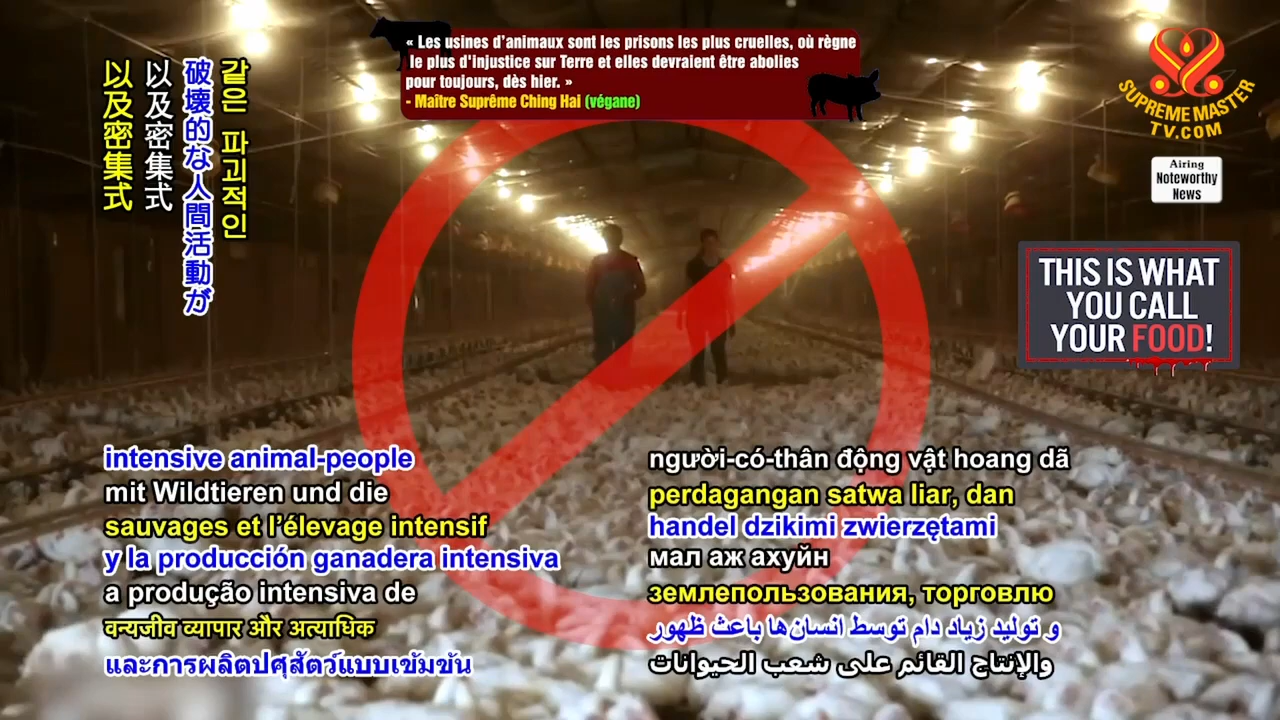 « Les usines d'animaux sont les prisons les plus cruelles, où règne
le plus d'injustice sur Terre et elles devraient être abolies
pour toujours, dès hier. »
- Maître Suprême Ching Hai (végane)
SUPREME MASTER
TV.COM
Airing
Noteworthy
News
THIS IS WHAT
YOU CALL
YOUR FOOD!
같은 파괴적인
破壊的な人間活動が
以及密集式
以及密集式
intensive animal-people
mit Wildtieren und die
sauvages et l'élevage intensif
y la producción ganadera intensiva
a produção intensiva de
वन्यजीव व्यापार और अत्याधिक
และการผลิตปศุสัตว์แบบเข้มข้น
người-có-thân động vật hoang dã
perdagangan satwa liar, dan
handel dzikimi zwierzętami
мал аж ахуйн
землепользования, торговлю
و تولید زیاد دام توسط انسان‌ها باعث ظهور
والإنتاج القائم على شعب الحيوانات